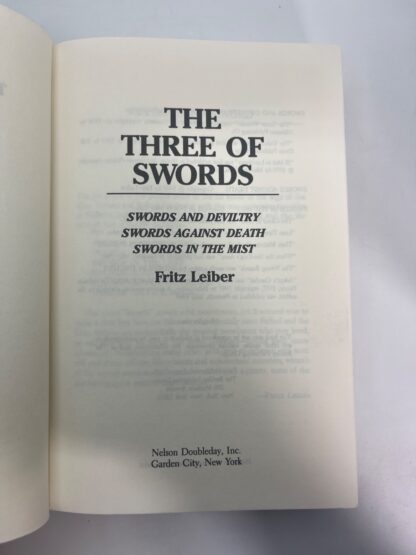 THE
THREE OF
SWORDS
SWORDS AND DEVILTRY
SWORDS AGAINST DEATH
SWORDS IN THE MIST
Fritz Leiber
Nelson Doubleday, Inc.
Garden City, New York